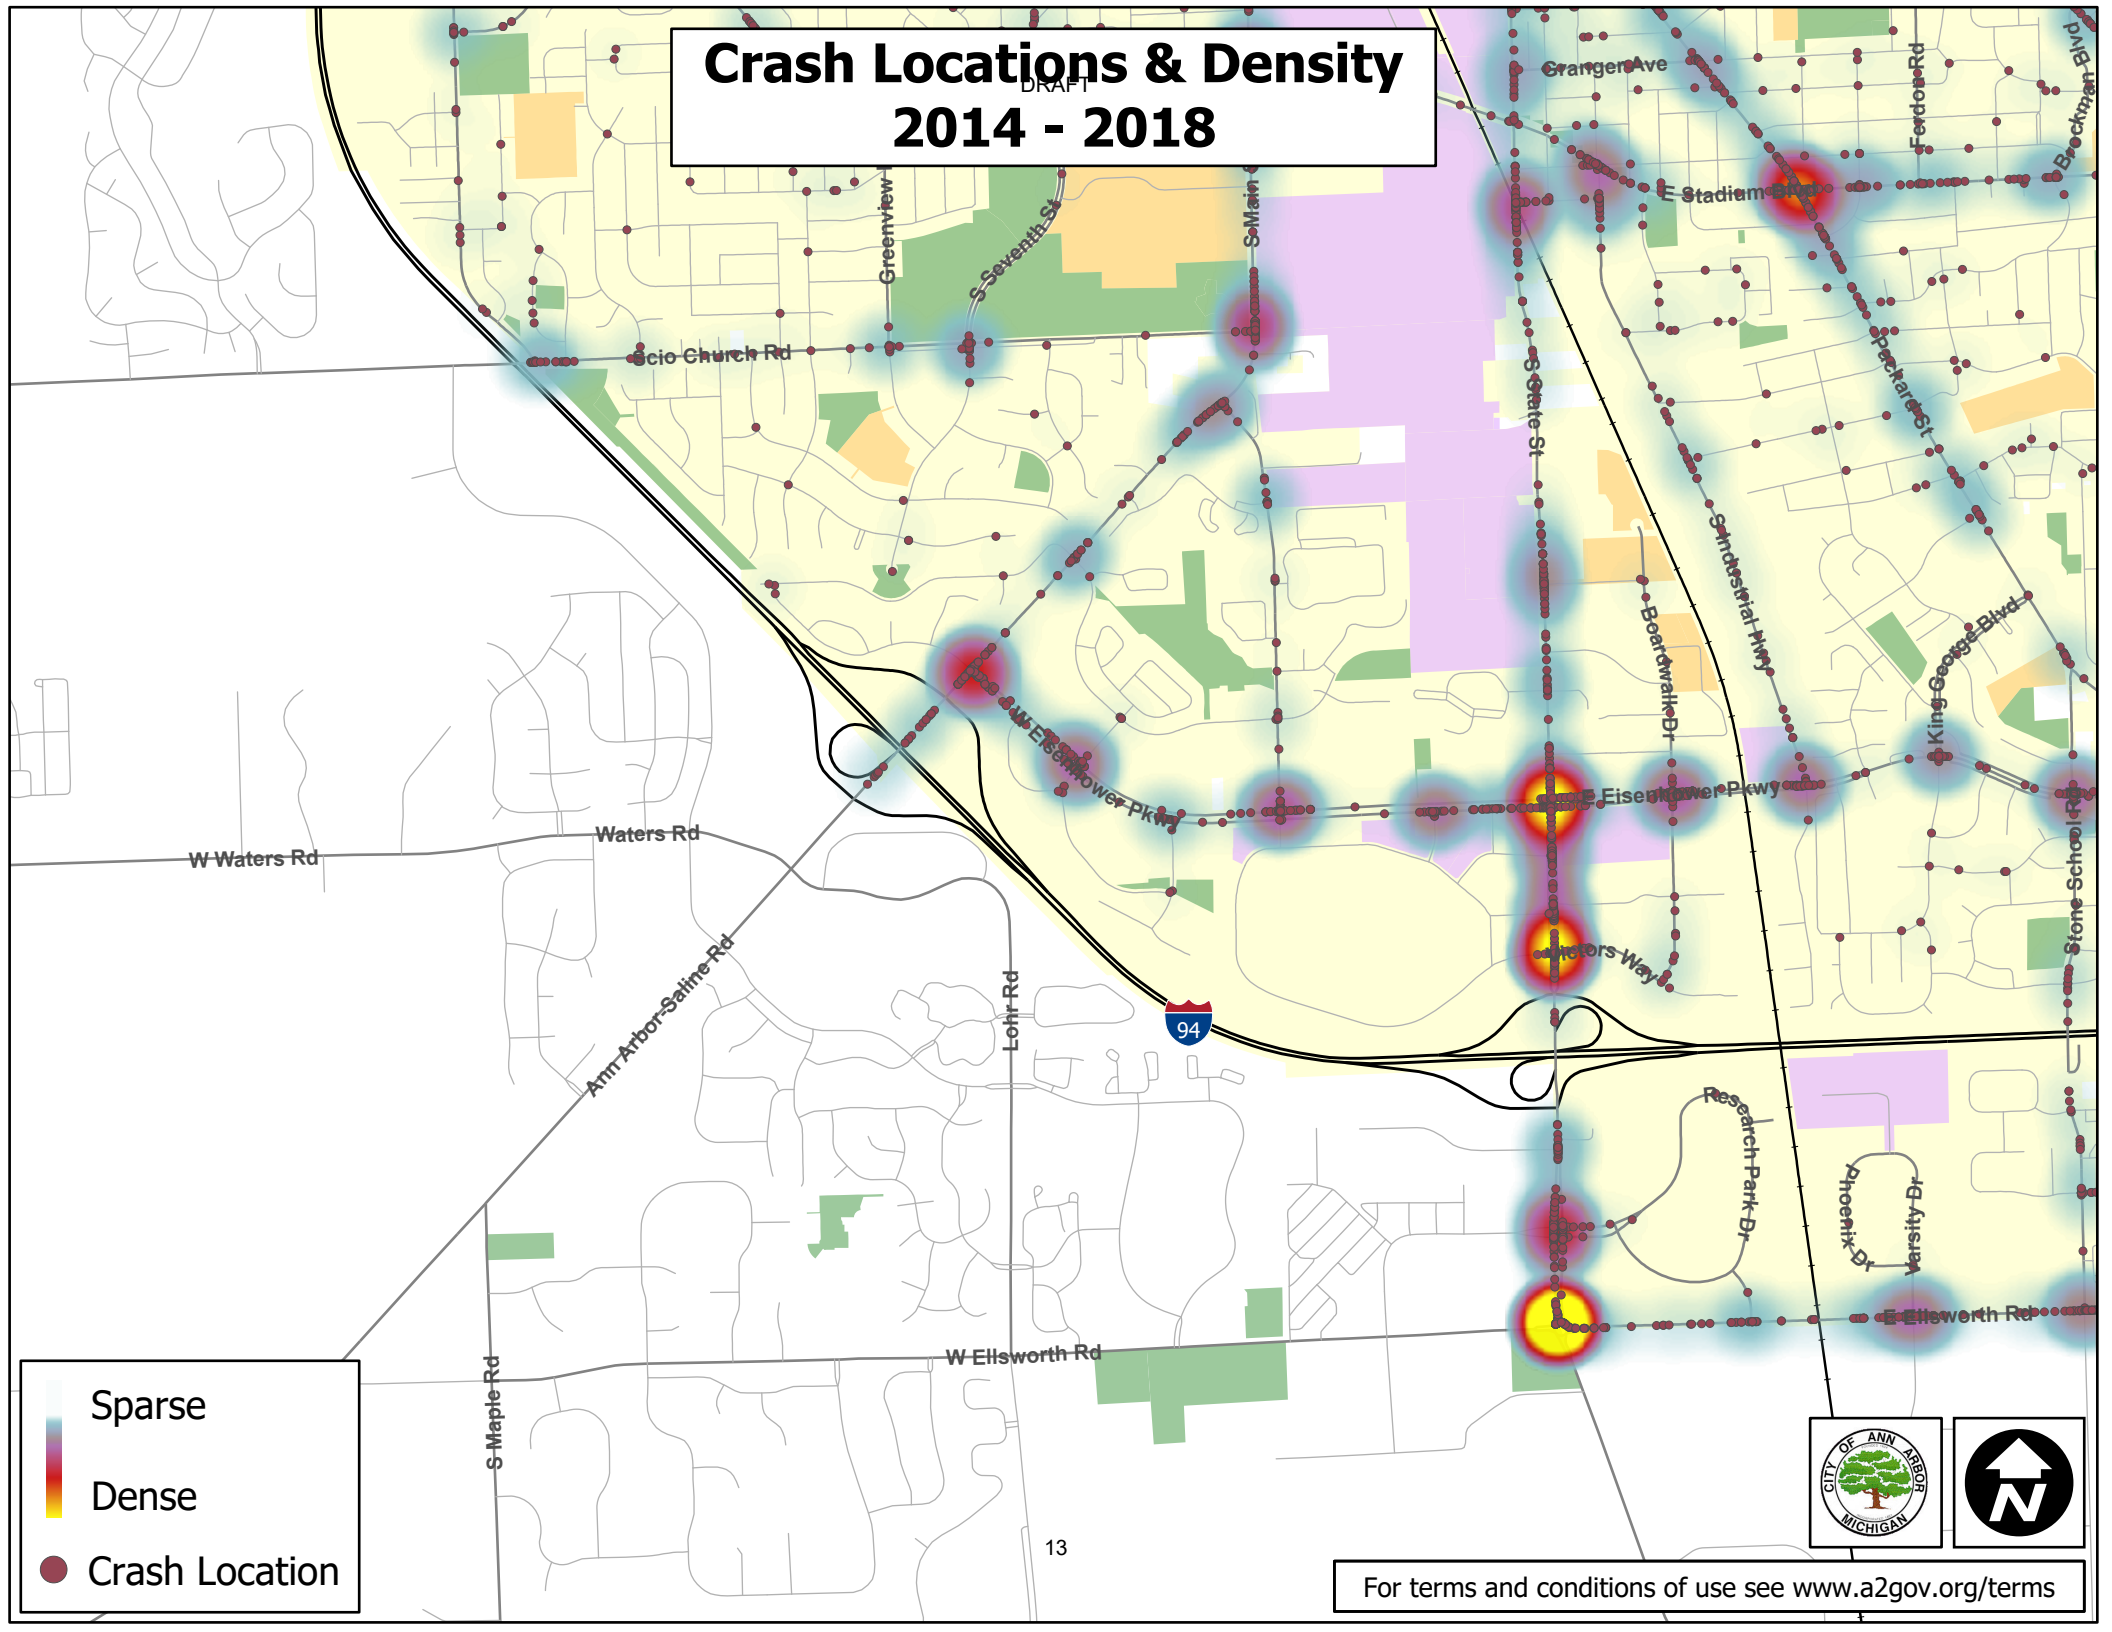 Crash Locations & Density
DRAFT
2014 - 2018
Granger Ave
Ferdon Rd
Brockman Blvd
E Stadium Blvd
Greenview
S Seventh St
S Main
Scio Church Rd
S State St
Packard St
S Industrial Hwy
Boardwalk Dr
King George Blvd
W Eisenhower Pkwy
E Eisenhower Pkwy
Stone School Rd
W Waters Rd
Waters Rd
Victors Way
Ann Arbor-Saline Rd
Lohr Rd
94
Research Park Dr
Phoenix Dr
Varsity Dr
E Ellsworth Rd
W Ellsworth Rd
S Maple Rd
Sparse
Dense
Crash Location
CITY OF ANN ARBOR
MICHIGAN
N
13
For terms and conditions of use see www.a2gov.org/terms